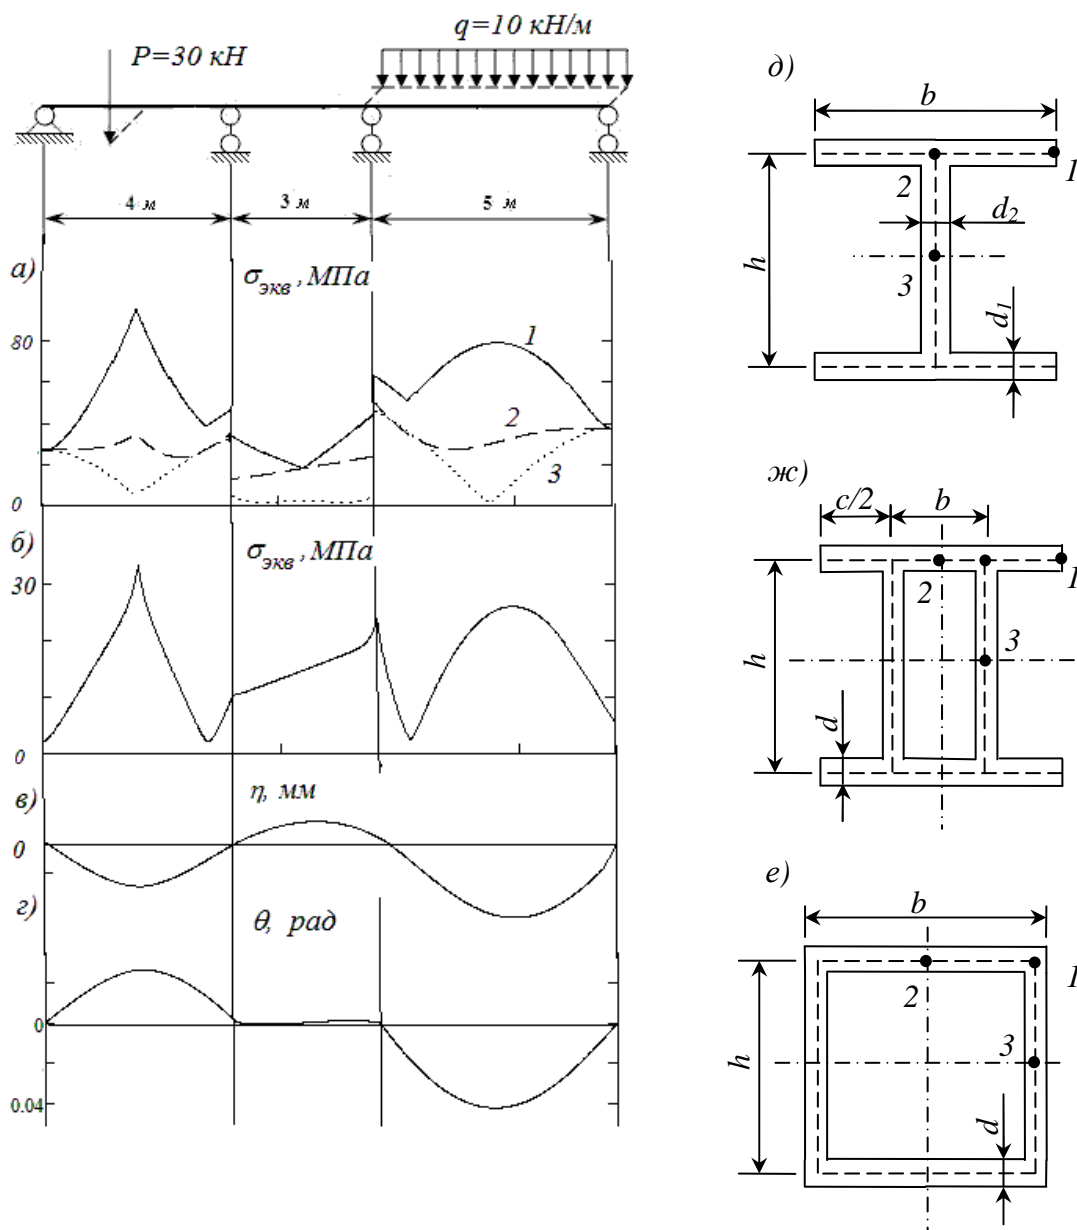 P=30 кН
q=10 кН/м
4 м
3 м
5 м
а)
σэкв, МПа
80
1
2
3
0
б)
σэкв, МПа
30
0
в)
η, мм
0
г)
θ, рад
0
0.04
д)
b
1
2
d2
h
3
d1
ж)
c/2
b
1
2
h
3
d
е)
b
1
2
h
3
d